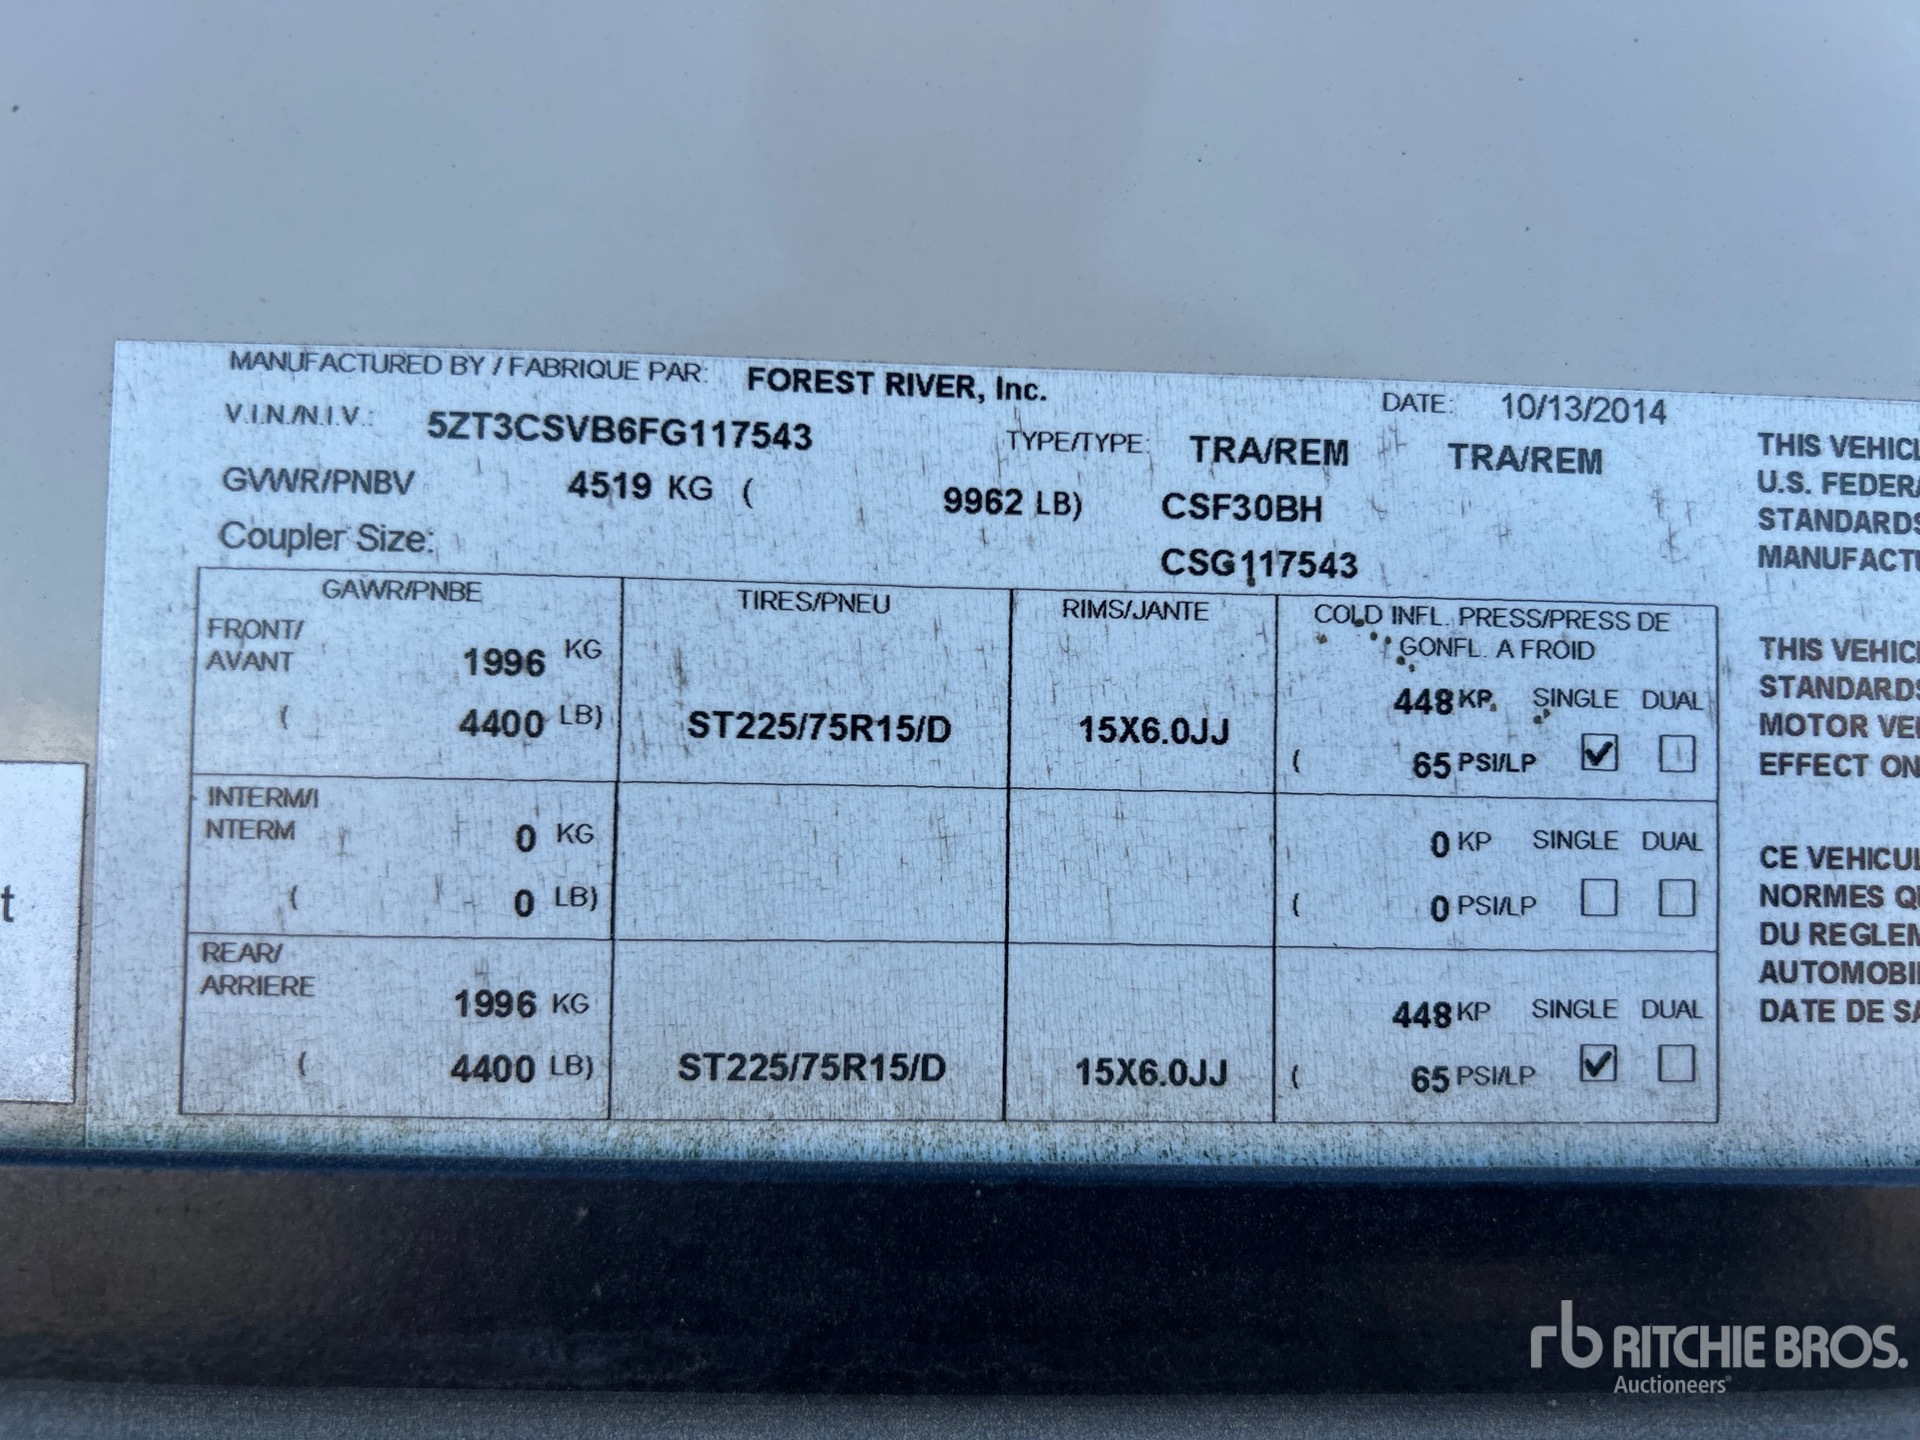 MANUFACTURED BY / FABRIQUE PAR: FOREST RIVER, Inc. DATE: 10/13/2014
V.I.N./N.I.V.: 5ZT3CSVB6FG117543 TYPE/TYPE: TRA/REM TRA/REM
GVWR/PNBV 4519 KG ( 9962 LB) CSF30BH
Coupler Size: CSG117543
GAWR/PNBE TIRES/PNEU RIMS/JANTE COLD INFL. PRESS/PRESS DE
GONFL. A FROID
FRONT/
AVANT 1996 KG 448 KP. SINGLE DUAL
( 4400 LB) ST225/75R15/D 15X6.0JJ ( 65 PSI/LP
INTERM/I
NTERM 0 KG 0 KP SINGLE DUAL
( 0 LB) ( 0 PSI/LP
REAR/
ARRIERE 1996 KG 448 KP SINGLE DUAL
( 4400 LB) ST225/75R15/D 15X6.0JJ ( 65 PSI/LP
THIS VEHICL
U.S. FEDERA
STANDARDS
MANUFACTU
THIS VEHIC
STANDARDS
MOTOR VE
EFFECT ON
CE VEHICUL
NORMES QU
DU REGLEM
AUTOMOBI
DATE DE SA
t
rb RITCHIE BROS.
Auctioneers